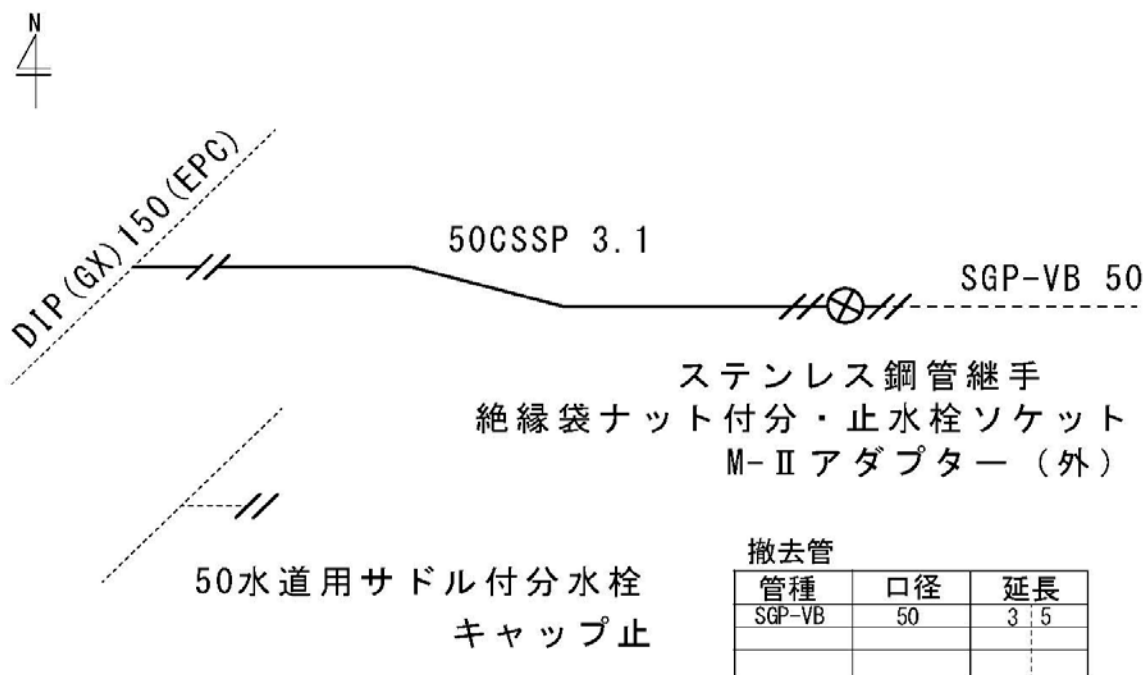 N
DIP(GX)150(EPC)
50CSSP 3.1
SGP-VB 50
ステンレス鋼管継手
絶縁袋ナット付分・止水栓ソケット
M-Ⅱアダプター（外）
50水道用サドル付分水栓
キャップ止
撤去管
管種 口径 延長
SGP-VB 50 3 5